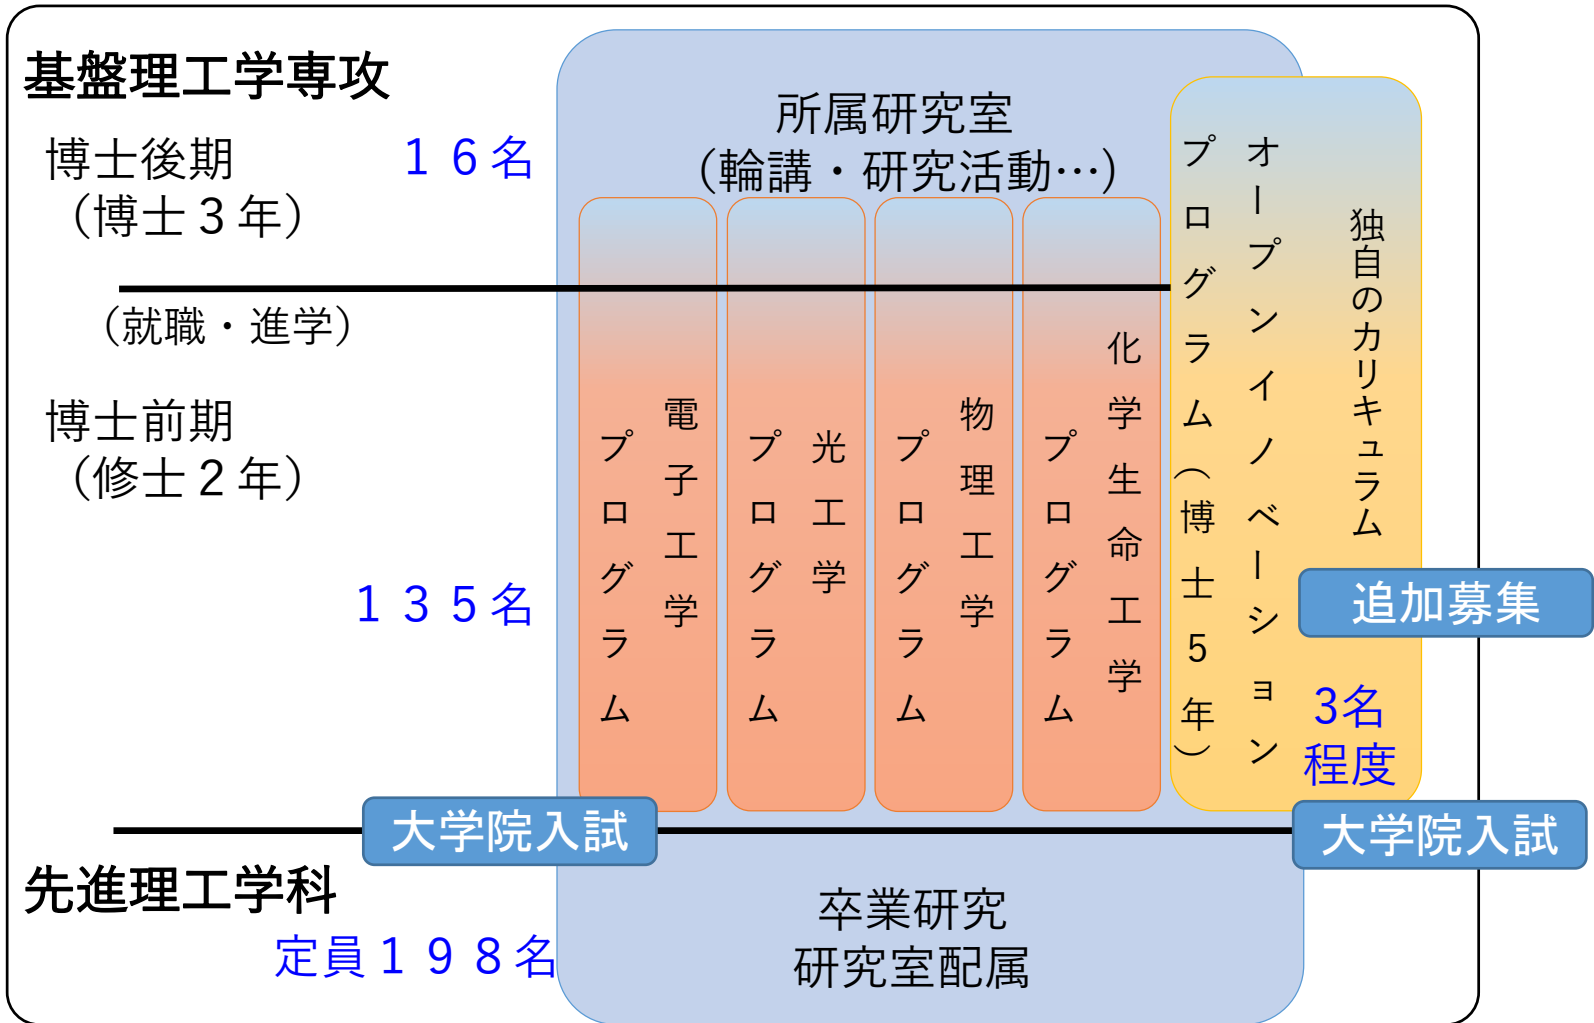 基盤理工学専攻
博士後期
（博士３年）
１６名
所属研究室
（輪講・研究活動…）
（就職・進学）
博士前期
（修士２年）
１３５名
電子工学
プログラム
光工学
プログラム
物理工学
プログラム
化学生命工学
プログラム
オープンイノベーション
プログラム（博士5年）
独自のカリキュラム
追加募集
3名
程度
大学院入試
大学院入試
先進理工学科
定員１９８名
卒業研究
研究室配属